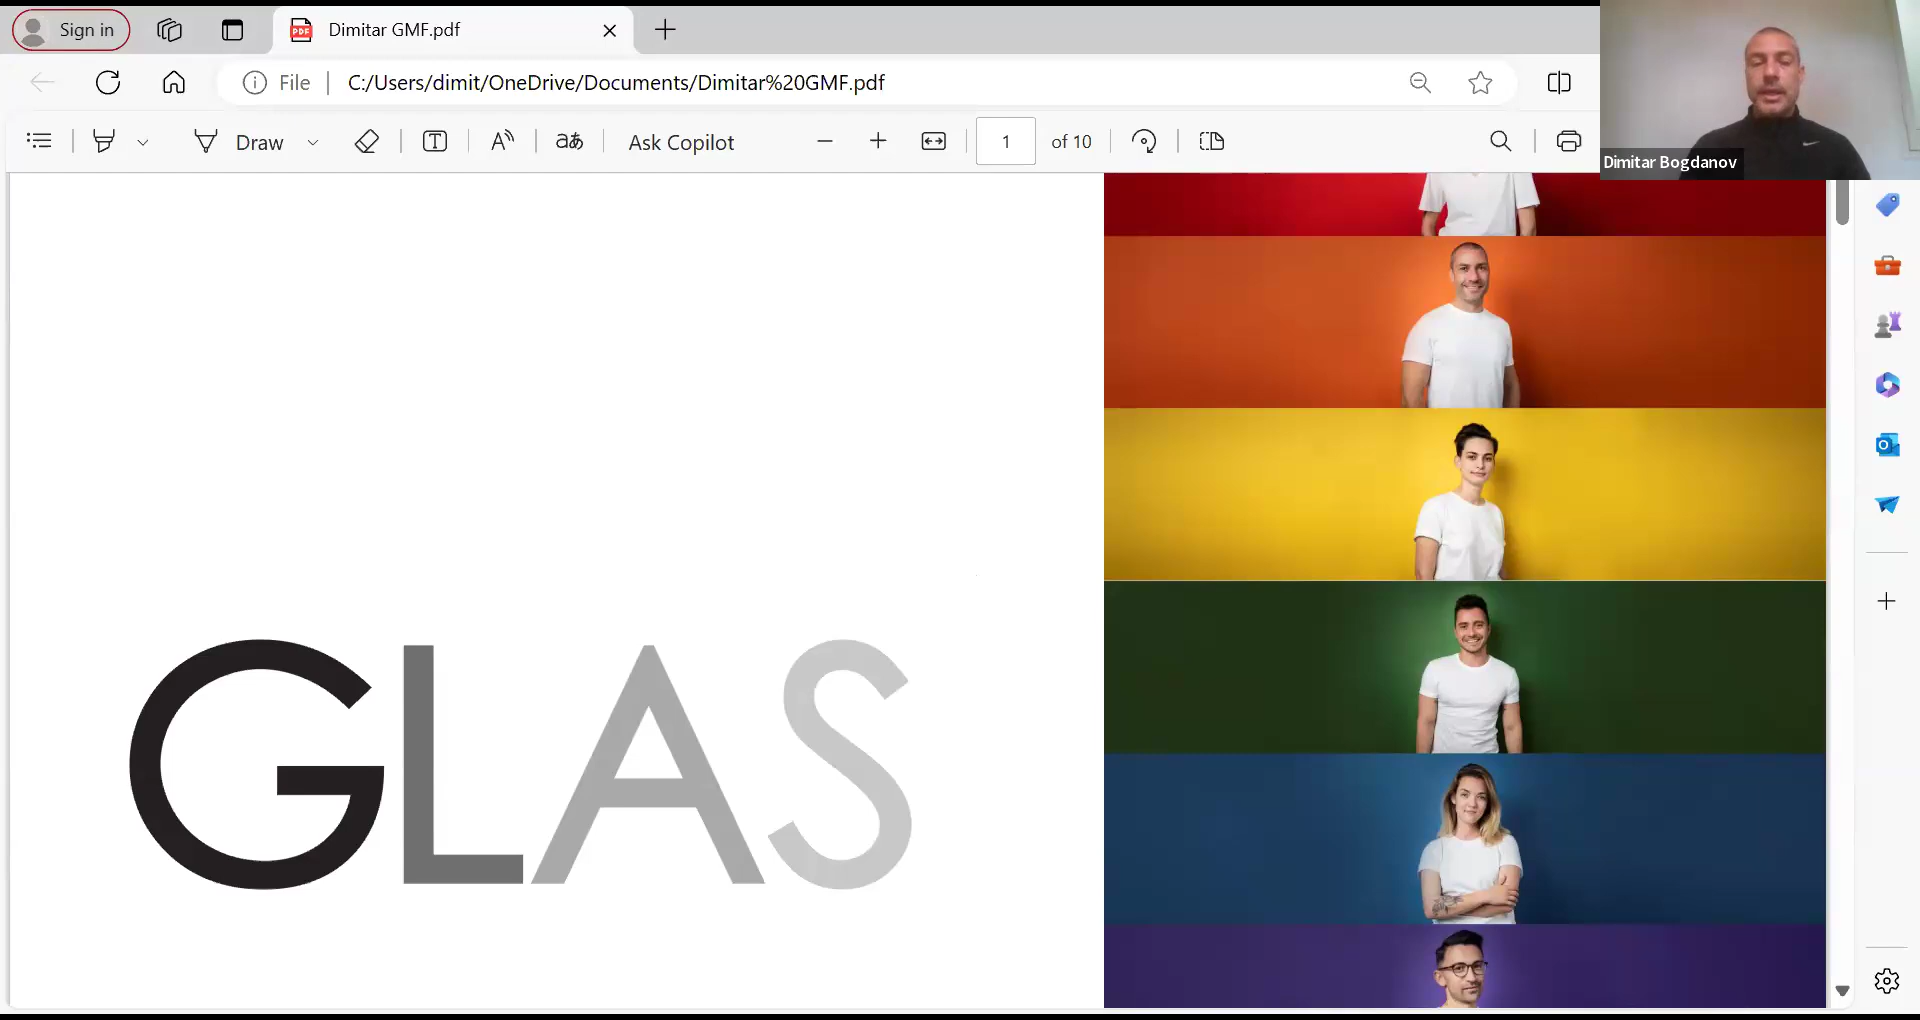 Sign in
Dimitar GMF.pdf
File
C:/Users/dimit/OneDrive/Documents/Dimitar%20GMF.pdf
Draw
Ask Copilot
1
of 10
Dimitar Bogdanov
GLAS